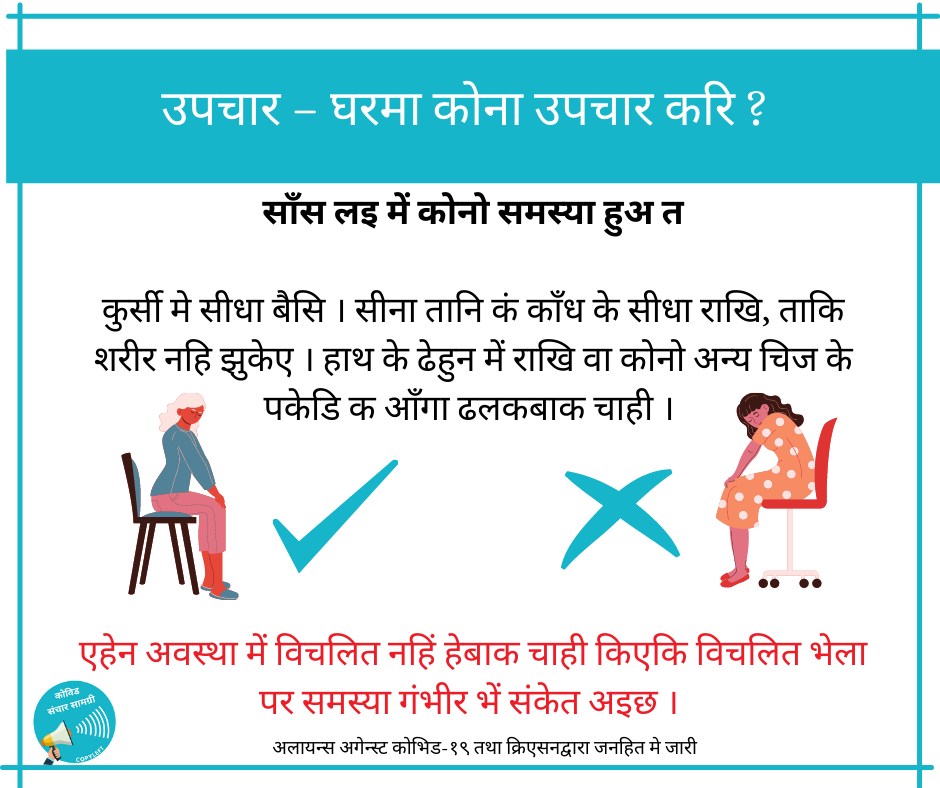 उपचार – घरमा कोना उपचार करि ?
साँस लइ में कोनो समस्या हुअ त
कुर्सी मे सीधा बैसि । सीना तानि कं काँध के सीधा राखि, ताकि
शरीर नहि झुकेए । हाथ के ढेहुन में राखि वा कोनो अन्य चिज के
पकेडि क आँगा ढलकबाक चाही ।
एहेन अवस्था में विचलित नहिं हेबाक चाही किएकि विचलित भेला
पर समस्या गंभीर भें संकेत अइछ ।
कोविड
संचार सामग्री
COPYLEFT
अलायन्स अगेन्स्ट कोभिड-१९ तथा क्रिएसनद्वारा जनहित मे जारी